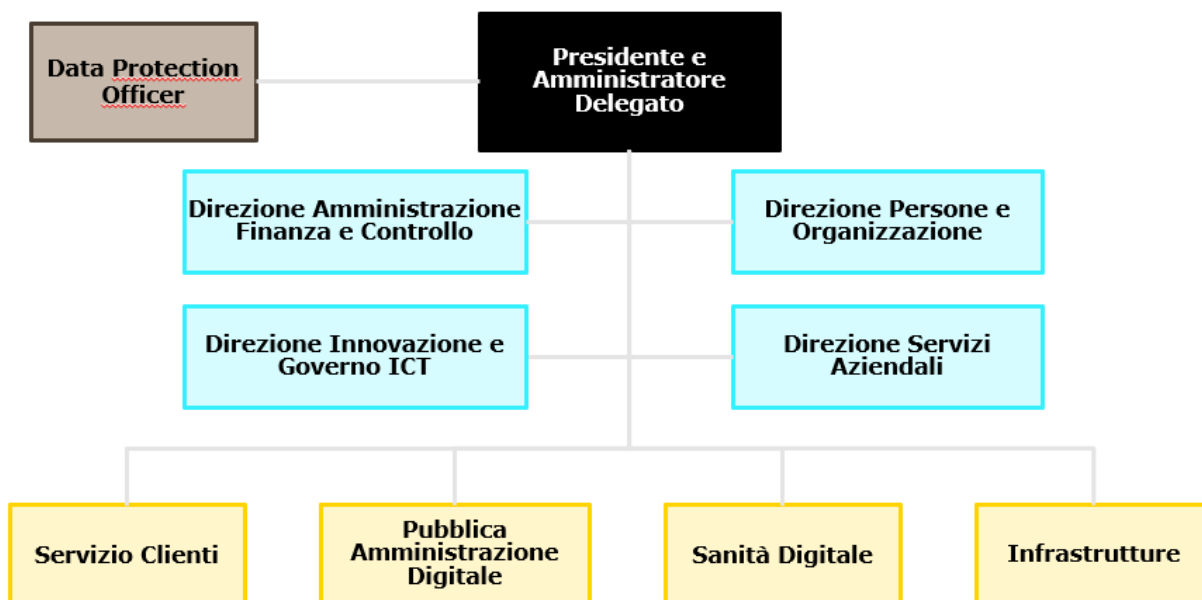 Data Protection
Officer
Presidente e
Amministratore
Delegato
Direzione Amministrazione
Finanza e Controllo
Direzione Persone e
Organizzazione
Direzione Innovazione e
Governo ICT
Direzione Servizi
Aziendali
Servizio Clienti
Pubblica
Amministrazione
Digitale
Sanità Digitale
Infrastrutture